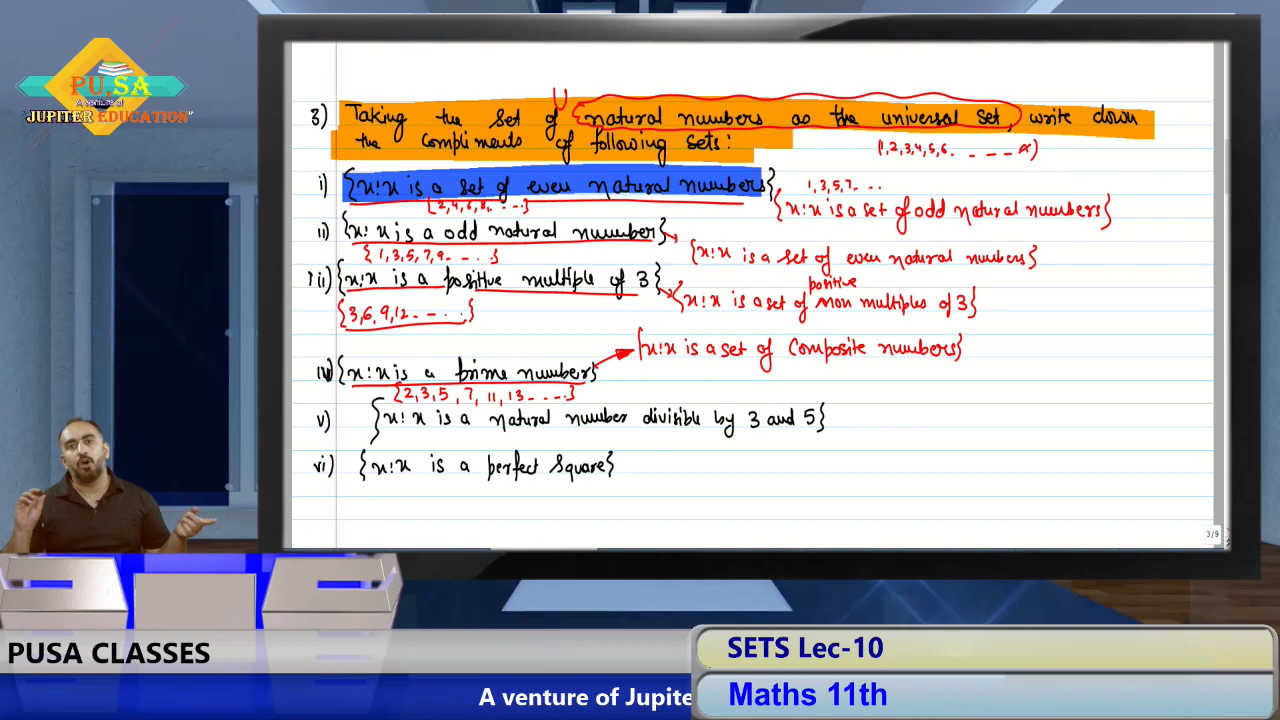 PU,SA
A venture of
"JUPITER EDUCATION"
U
3) Taking the set of natural numbers as the universal set, write down
the compliments of following sets:
(1,2,3,4,5,6. . - - - ∞)
i) {x:x is a set of even natural numbers}
{2,4,6,8,. . ...}
1,3,5,7. . . .
{x:x is a set of odd natural numbers}
ii) {x:x is a odd natural number}
{1,3,5,7,9. - ...}
{x:x is a set of even natural numbers}
iii) {x:x is a positive multiple of 3}
{3,6,9,12. - ...}
positive
{x:x is a set of non multiples of 3}
iv) {x:x is a prime number}
{2,3,5,7,11,13. . ...}
{x:x is a set of composite numbers}
v) {x:x is a natural number divisible by 3 and 5}
vi) {x:x is a perfect square}
3/9
PUSA CLASSES
SETS Lec-10
Maths 11th
A venture of Jupite